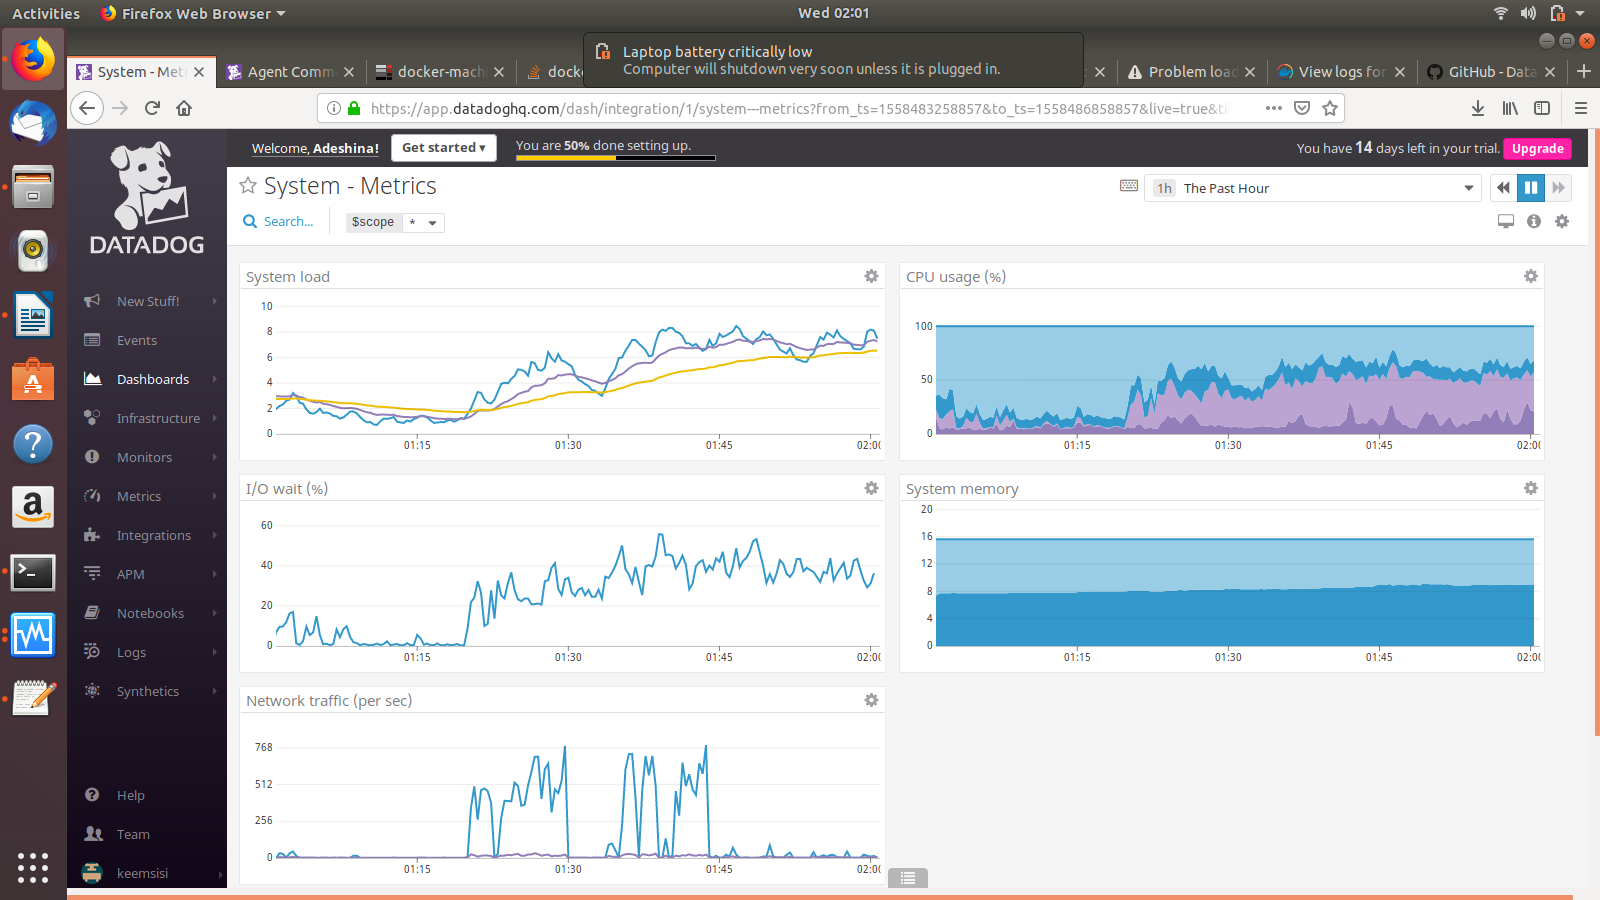 Activities Firefox Web Browser Wed 02:01
Laptop battery critically low
Computer will shutdown very soon unless it is plugged in.
System - Met Agent Comm docker-mach docke Problem load View logs for GitHub - Data
https://app.datadoghq.com/dash/integration/1/system---metrics?from_ts=1558483258857&to_ts=1558486858857&live=true&ti
Welcome, Adeshina! Get started You are 50% done setting up. You have 14 days left in your trial. Upgrade
DATADOG
System - Metrics
1h The Past Hour
Search... $scope *
New Stuff!
Events
Dashboards
Infrastructure
Monitors
Metrics
Integrations
APM
Notebooks
Logs
Synthetics
Help
Team
keemsisi
System load
10
8
6
4
2
0
01:15 01:30 01:45 02:00
CPU usage (%)
100
50
0
01:15 01:30 01:45 02:00
I/O wait (%)
60
40
20
0
01:15 01:30 01:45 02:00
System memory
20
16
12
8
4
0
01:15 01:30 01:45 02:00
Network traffic (per sec)
768
512
256
0
01:15 01:30 01:45 02:00